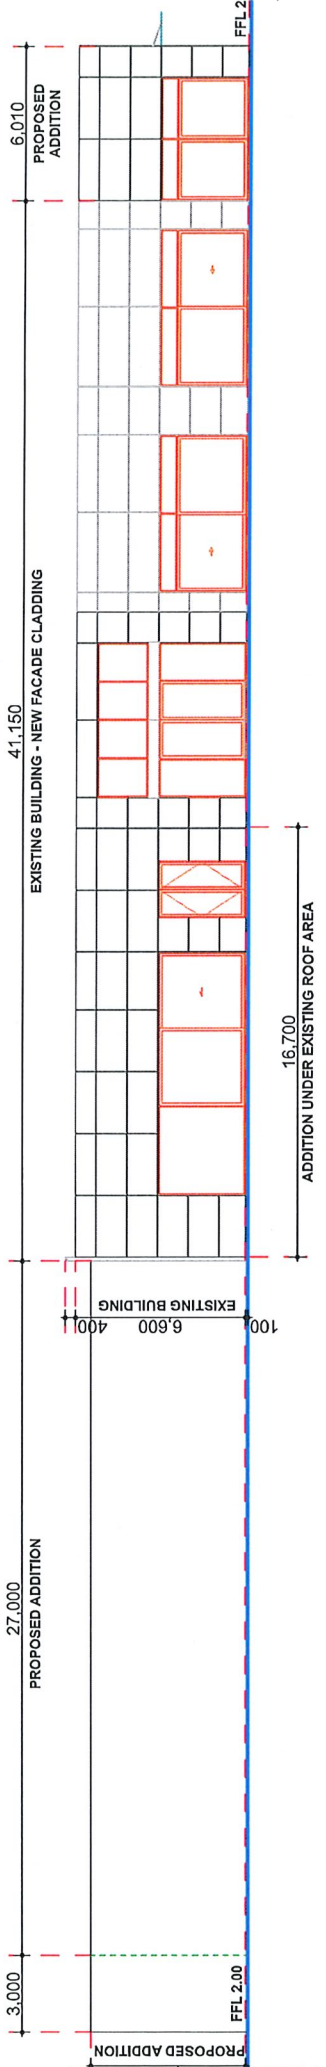 3,000
27,000
PROPOSED ADDITION
41,150
EXISTING BUILDING - NEW FACADE CLADDING
6,010
PROPOSED
ADDITION
PROPOSED ADDITION
FFL 2.00
400
6,600
100
EXISTING BUILDING
16,700
ADDITION UNDER EXISTING ROOF AREA
FFL 2